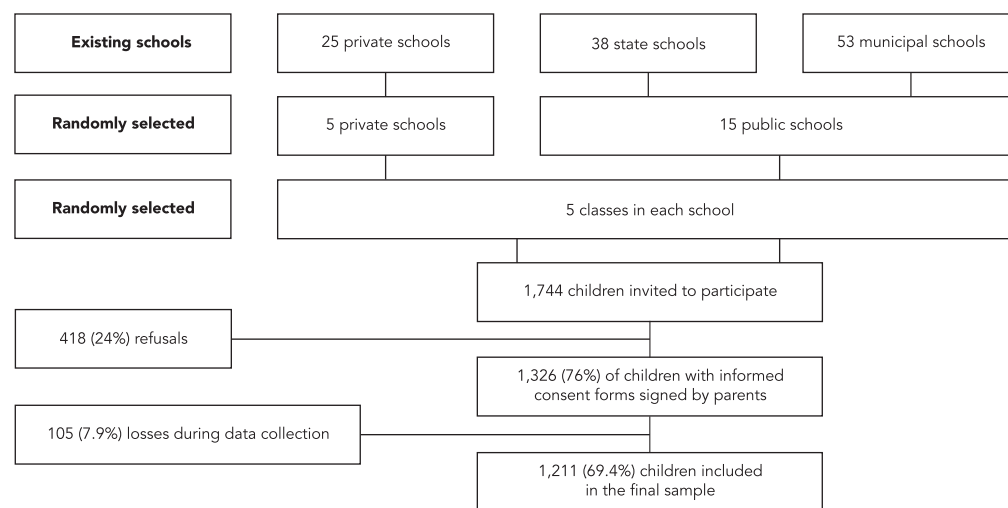 Existing schools
25 private schools
38 state schools
53 municipal schools
Randomly selected
5 private schools
15 public schools
Randomly selected
5 classes in each school
1,744 children invited to participate
418 (24%) refusals
1,326 (76%) of children with informed
consent forms signed by parents
105 (7.9%) losses during data collection
1,211 (69.4%) children included
in the final sample